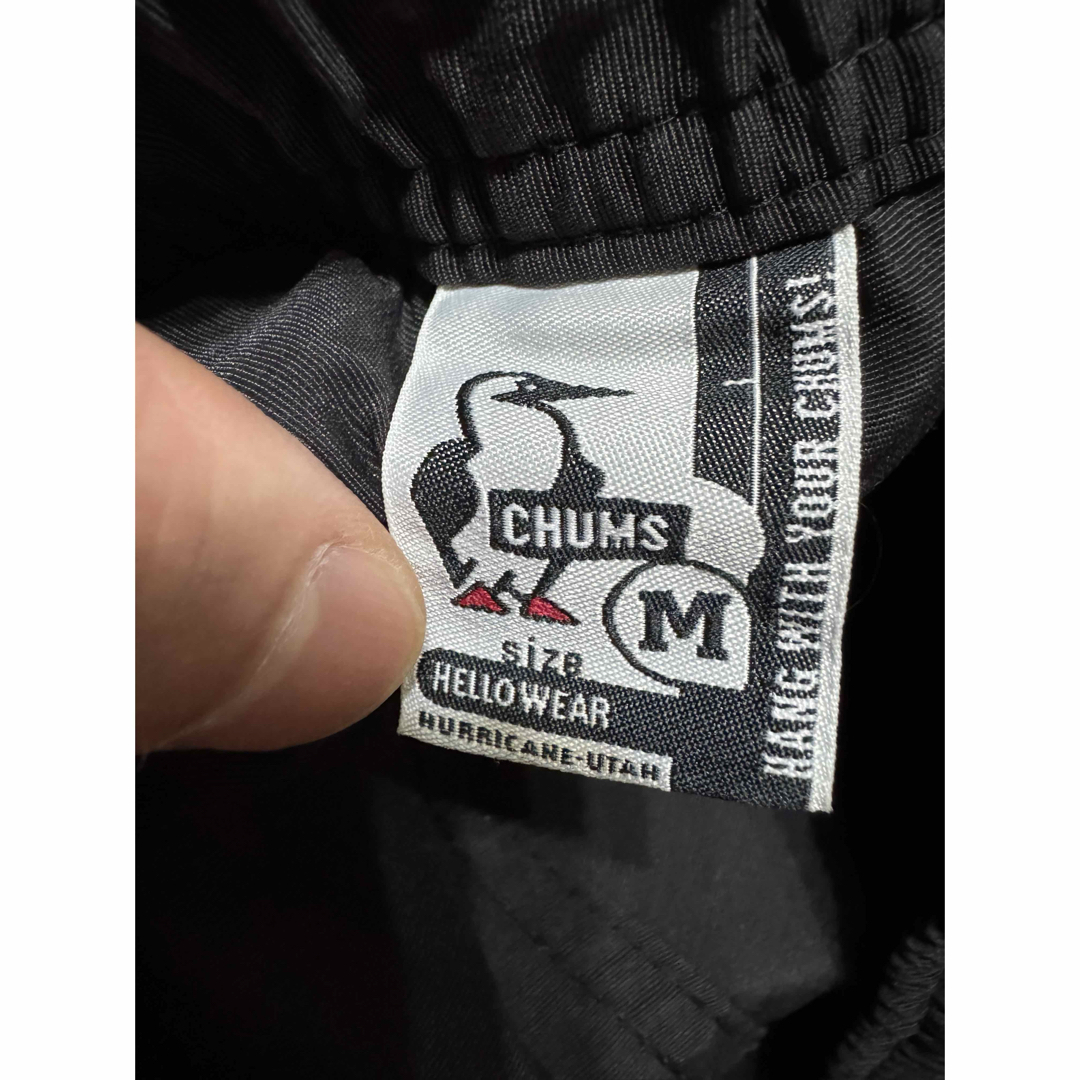 CHUMS
M
size
HELLO WEAR
HURRICANE-UTAH
HANG WITH YOUR CHUMS!